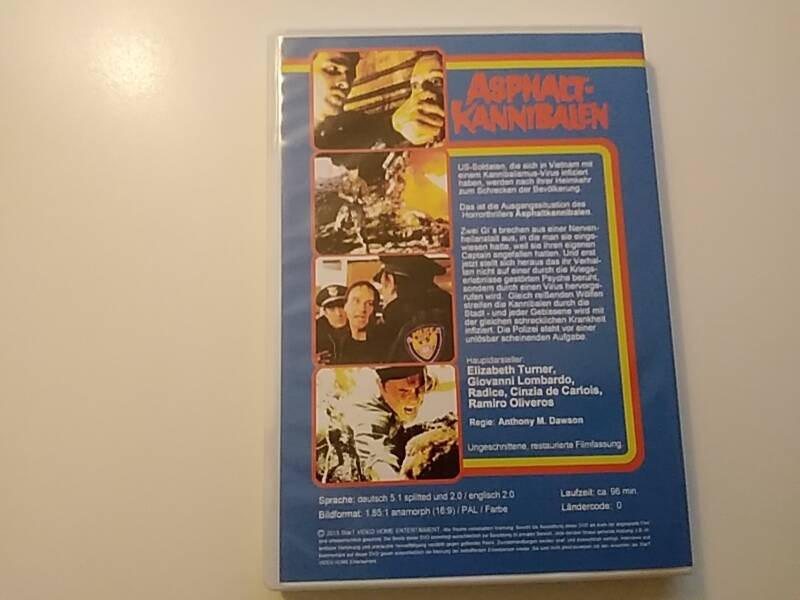 ASPHALT-
KANNIBALEN
US-Soldaten, die sich in Vietnam mit
einem Kannibalismus-Virus infiziert
haben, werden nach ihrer Heimkehr
zum Schrecken der Bevölkerung.
Das ist die Ausgangssituation des
Horrorthrillers Asphaltkannibalen.
Zwei GI´s brechen aus einer Nerven-
heilanstalt aus, in die man sie einge-
wiesen hatte, weil sie ihren eigenen
Captain angefallen hatten. Und erst
jetzt stellt sich heraus das ihr Verhal-
ten nicht auf einer durch die Kriegs-
erlebnisse gestörten Psyche beruht,
sondern durch einen Virus hervorge-
rufen wird. Gleich reißenden Wölfen
streifen die Kannibalen durch die
Stadt - und jeder Gebissene wird mit
der gleichen schrecklichen Krankheit
infiziert. Die Polizei steht vor einer
unlösbar scheinenden Aufgabe.
Hauptdarsteller:
Elizabeth Turner,
Giovanni Lombardo,
Radice, Cinzia de Carlois,
Ramiro Oliveros
Regie: Anthony M. Dawson
Ungeschnittene, restaurierte Filmfassung.
Sprache: deutsch 5.1 splitted und 2.0 / englisch 2.0
Laufzeit: ca. 96 min.
Bildformat: 1.85:1 anamorph (16:9) / PAL / Farbe
Ländercode: 0
VIDEO HOME ENTERTAINMENT
POLICE